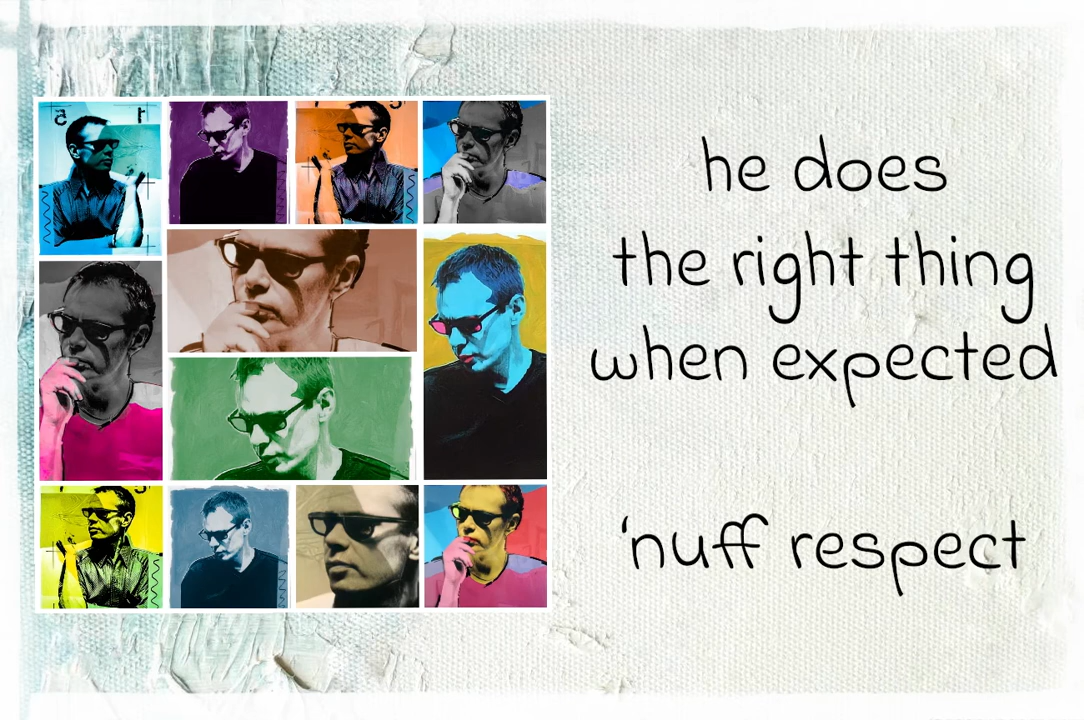 he does
the right thing
when expected
‘nuff respect